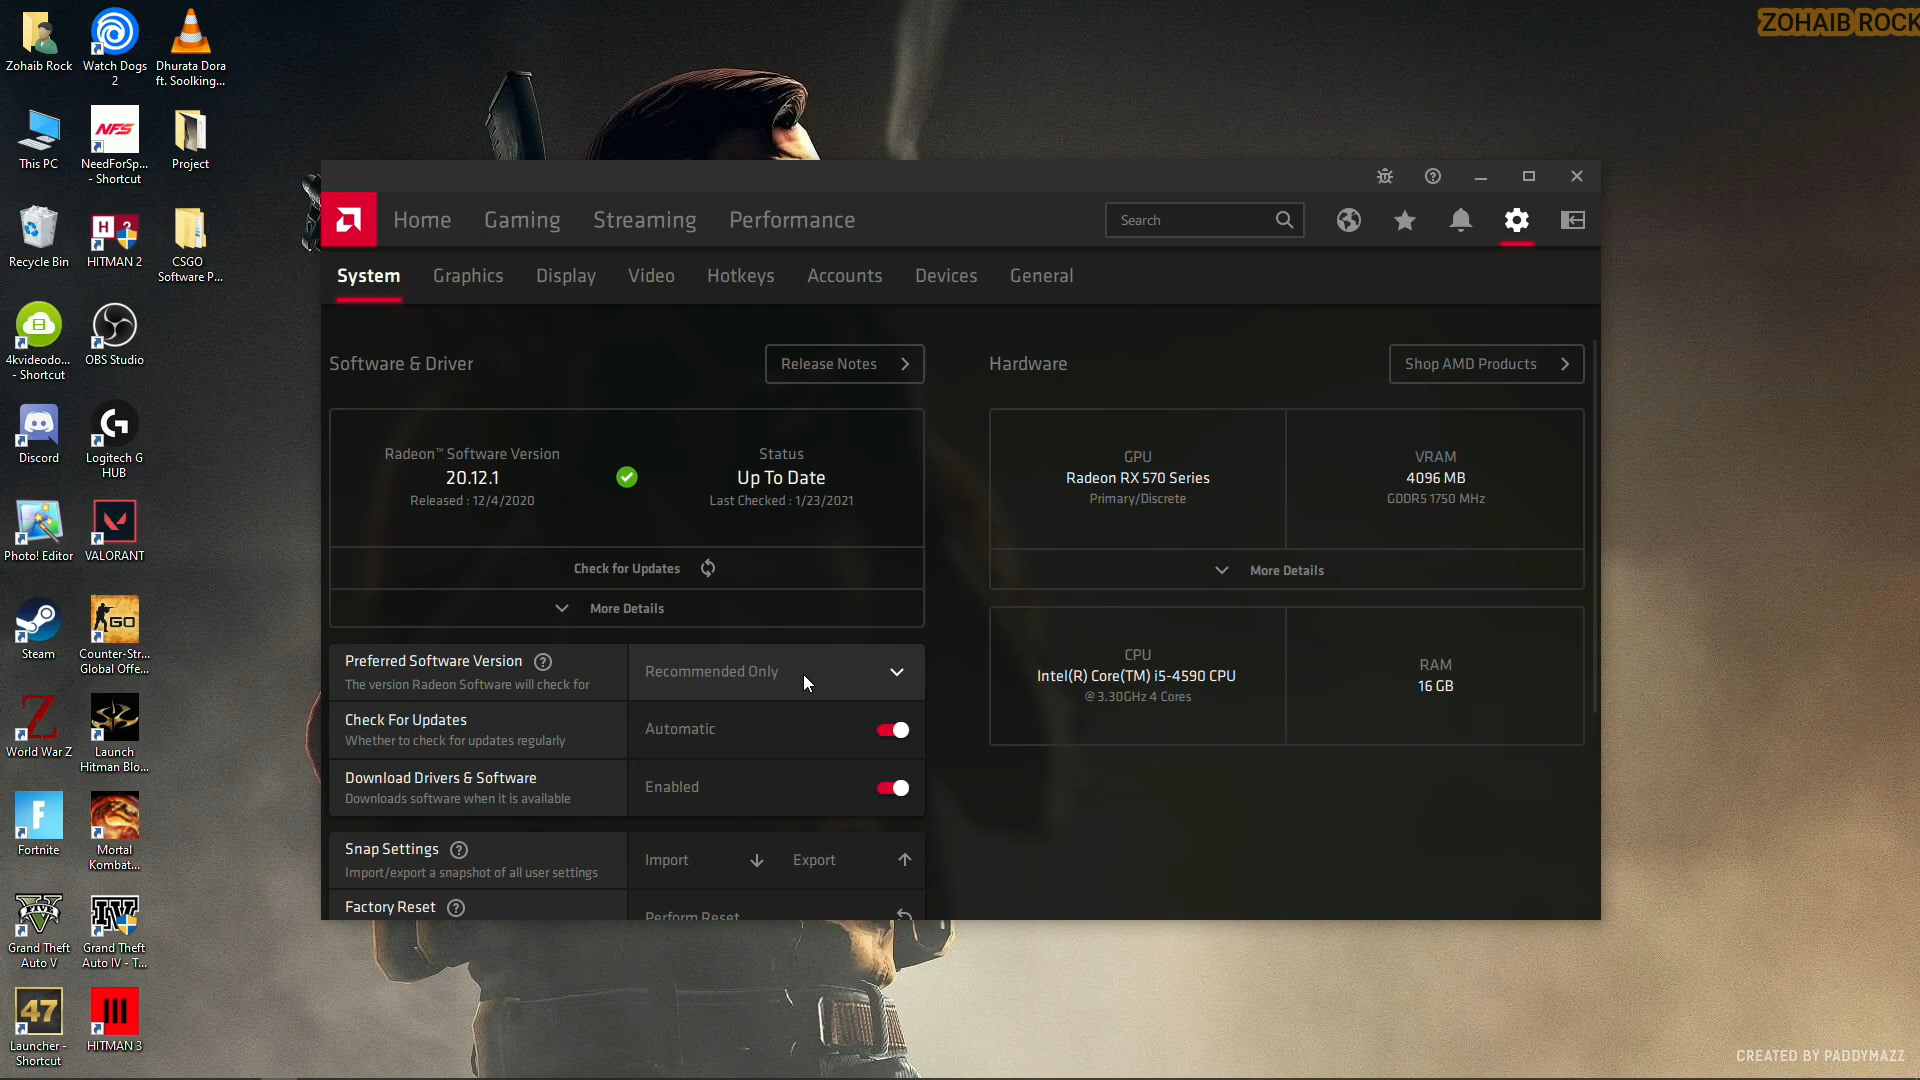 ZOHAIB ROCK
Zohaib Rock
Watch Dogs
2
Dhurata Dora
ft. Soolking...
This PC
NFS
NeedForSp...
- Shortcut
Project
Recycle Bin
H
HITMAN 2
CSGO
Software P...
4kvideodo...
- Shortcut
OBS Studio
Discord
Logitech G
HUB
Photo! Editor
VALORANT
Steam
GO
Counter-Str...
Global Offe...
Z
World War Z
Launch
Hitman Blo...
F
Fortnite
Mortal
Kombat...
V
FIVE
Grand Theft
Auto V
IV
Grand Theft
Auto IV - T...
47
Launcher -
Shortcut
III
HITMAN 3
Home
Gaming
Streaming
Performance
Search
System
Graphics
Display
Video
Hotkeys
Accounts
Devices
General
Software & Driver
Release Notes
Radeon™ Software Version
20.12.1
Released : 12/4/2020
Status
Up To Date
Last Checked : 1/23/2021
Check for Updates
More Details
Preferred Software Version
The version Radeon Software will check for
Recommended Only
Check For Updates
Whether to check for updates regularly
Automatic
Download Drivers & Software
Downloads software when it is available
Enabled
Snap Settings
Import/export a snapshot of all user settings
Import
Export
Factory Reset
Perform Reset
Hardware
Shop AMD Products
GPU
Radeon RX 570 Series
Primary/Discrete
VRAM
4096 MB
GDDR5 1750 MHz
More Details
CPU
Intel(R) Core(TM) i5-4590 CPU
@ 3.30GHz 4 Cores
RAM
16 GB
CREATED BY PADDYMAZZ